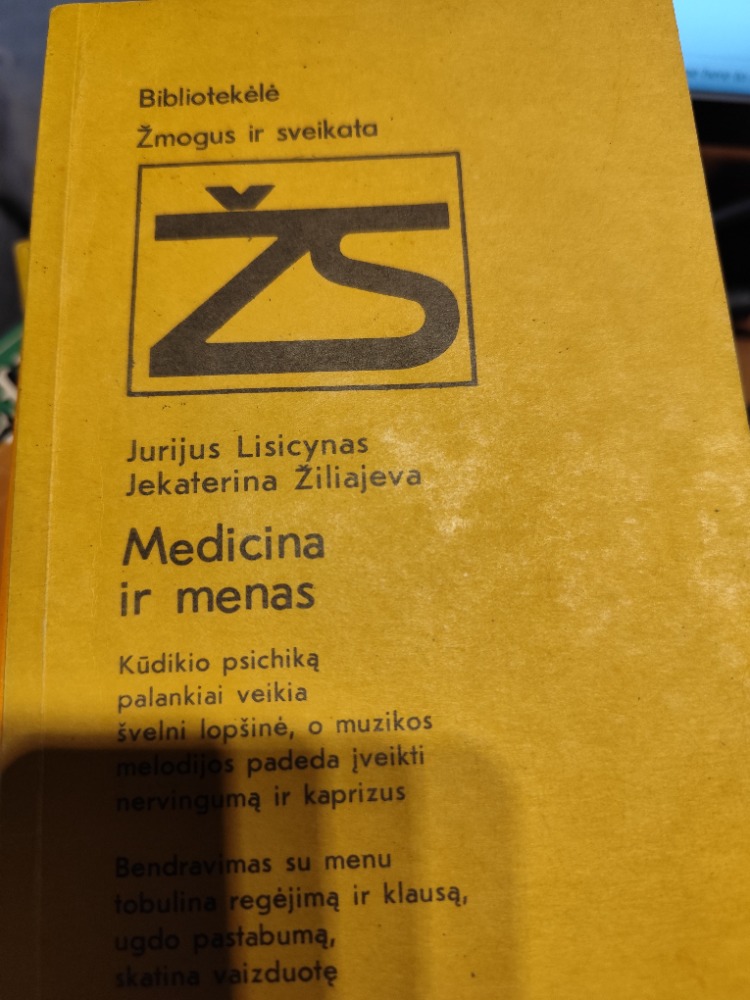 Bibliotekėlė
Žmogus ir sveikata
ŽS
Jurijus Lisicynas
Jekaterina Žiliajeva
Medicina
ir menas
Kūdikio psichiką
palankiai veikia
švelni lopšinė, o muzikos
melodijos padeda įveikti
nervingumą ir kaprizus
Bendravimas su menu
tobulina regėjimą ir klausą,
ugdo pastabumą,
skatina vaizduotę